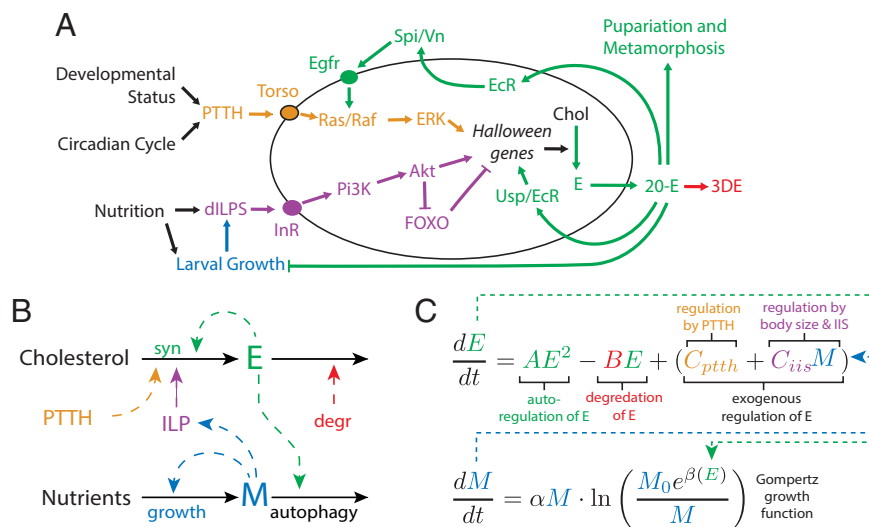 A
Developmental
Status
Circadian Cycle
PTTH
Torso
Egfr
Spi/Vn
EcR
Pupariation and
Metamorphosis
Ras/Raf
ERK
Halloween
genes
Chol
E
20-E
3DE
Usp/EcR
Nutrition
dILPS
InR
Pi3K
Akt
FOXO
Larval Growth
B
Cholesterol
syn
E
PTTH
ILP
degr
Nutrients
growth
M
autophagy
C
regulation
by PTTH
regulation by
body size & IIS
dE/dt = AE² − BE + (C_ptth + C_iis M)
auto-
regulation of E
degredation
of E
exogenous
regulation of E
dM/dt = αM · ln (M₀e^β(E) / M)
Gompertz
growth
function